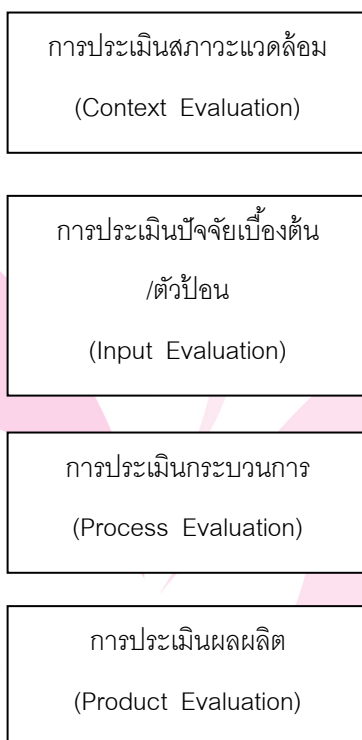 การประเมินสภาวะแวดล้อม
(Context Evaluation)
การประเมินปัจจัยเบื้องต้น
/ตัวป้อน
(Input Evaluation)
การประเมินกระบวนการ
(Process Evaluation)
การประเมินผลผลิต
(Product Evaluation)